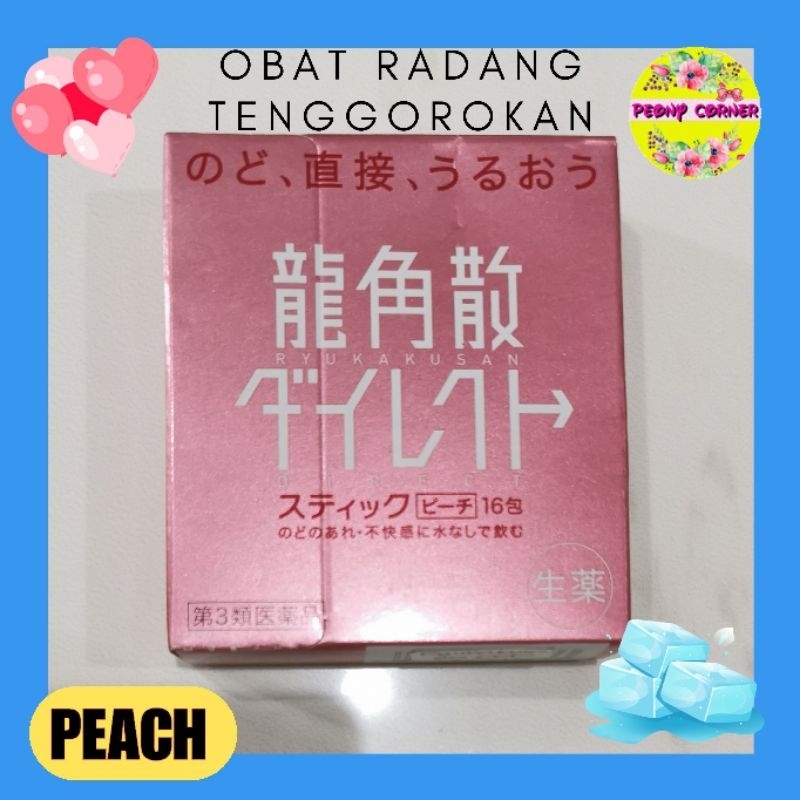 OBAT RADANG
TENGGOROKAN
PEONY CORNER
のど、直接、うるおう
龍角散
RYUKAKUSAN
ダイレクト
DIRECT
スティック ピーチ 16包
のどのあれ・不快感に水なしで飲む
生薬
第3類医薬品
PEACH